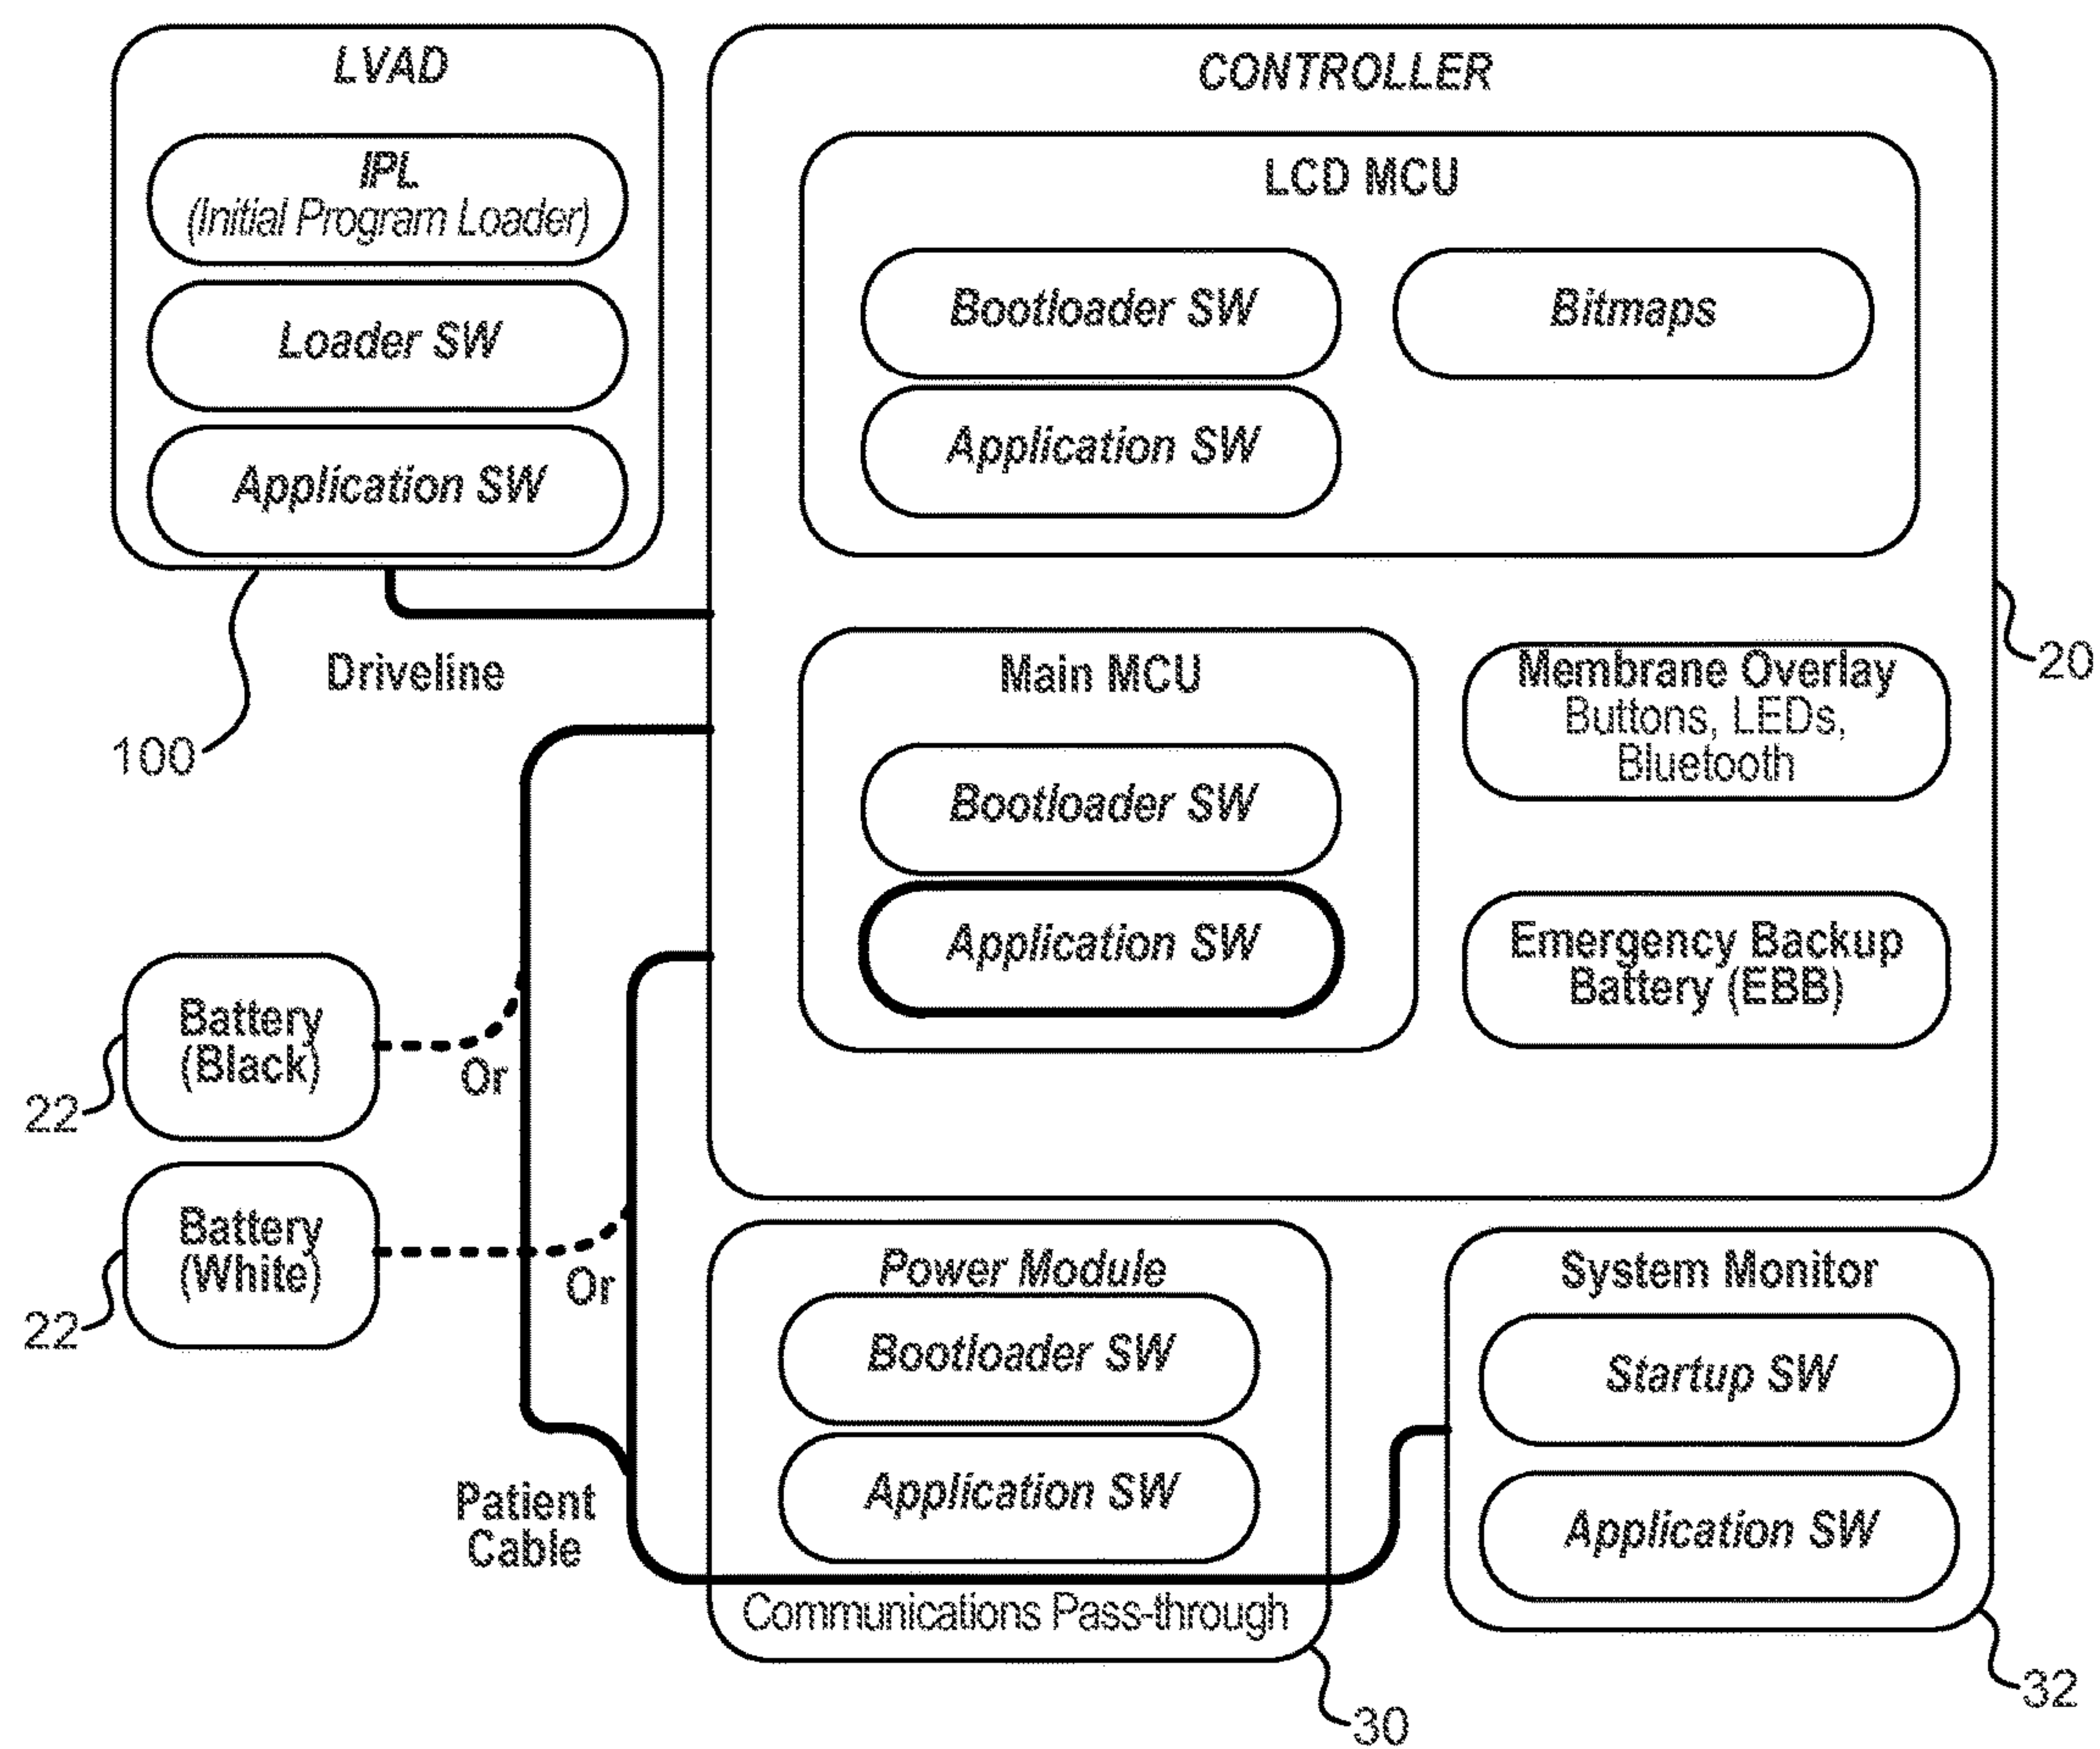 LVAD
IPL
(Initial Program Loader)
Loader SW
Application SW
100
Driveline
CONTROLLER
LCD MCU
Bootloader SW
Bitmaps
Application SW
Main MCU
Bootloader SW
Application SW
Membrane Overlay
Buttons, LEDs,
Bluetooth
Emergency Backup
Battery (EBB)
20
Battery
(Black)
22
Or
Battery
(White)
22
Or
Patient
Cable
Power Module
Bootloader SW
Application SW
Communications Pass-through
30
System Monitor
Startup SW
Application SW
32